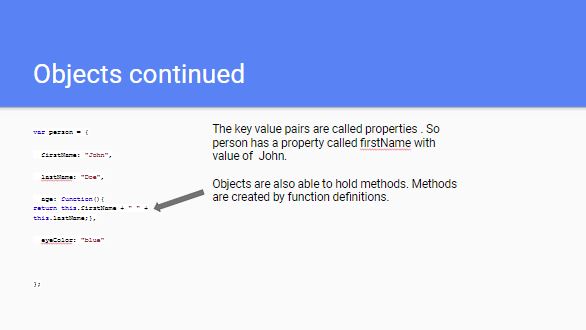 Objects continued
var person = {
firstName: "John",
lastName: "Doe",
age: function(){
return this.firstName + " " +
this.lastName;},
eyeColor: "blue"
};
The key value pairs are called properties . So
person has a property called firstName with
value of  John.
Objects are also able to hold methods. Methods
are created by function definitions.